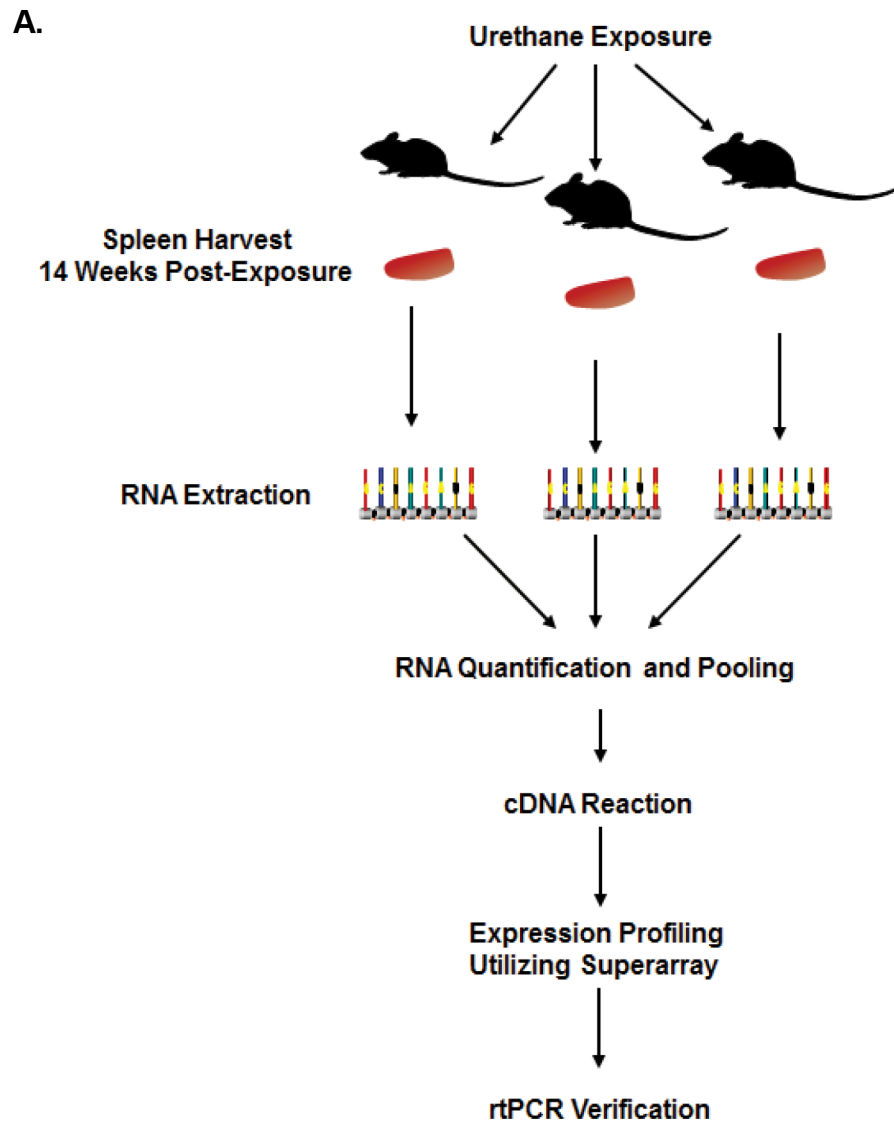 A.
Urethane Exposure
Spleen Harvest
14 Weeks Post-Exposure
RNA Extraction
RNA Quantification and Pooling
cDNA Reaction
Expression Profiling
Utilizing Superarray
rtPCR Verification